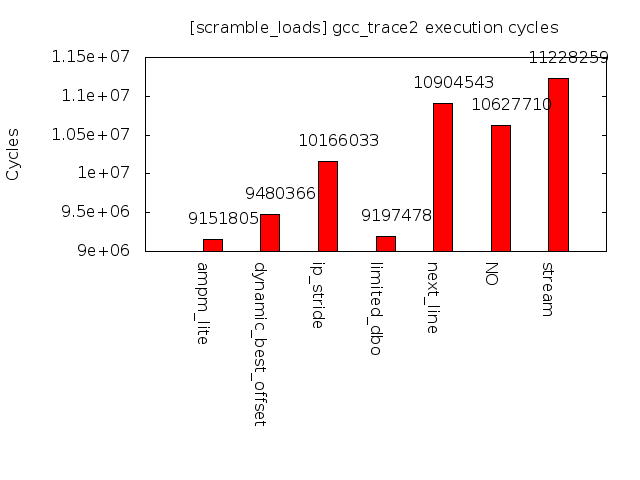 [scramble_loads] gcc_trace2 execution cycles
Cycles
1.15e+07
1.1e+07
1.05e+07
1e+07
9.5e+06
9e+06
9151805
9480366
10166033
9197478
10904543
10627710
11228259
ampm_lite
dynamic_best_offset
ip_stride
limited_dbo
next_line
NO
stream